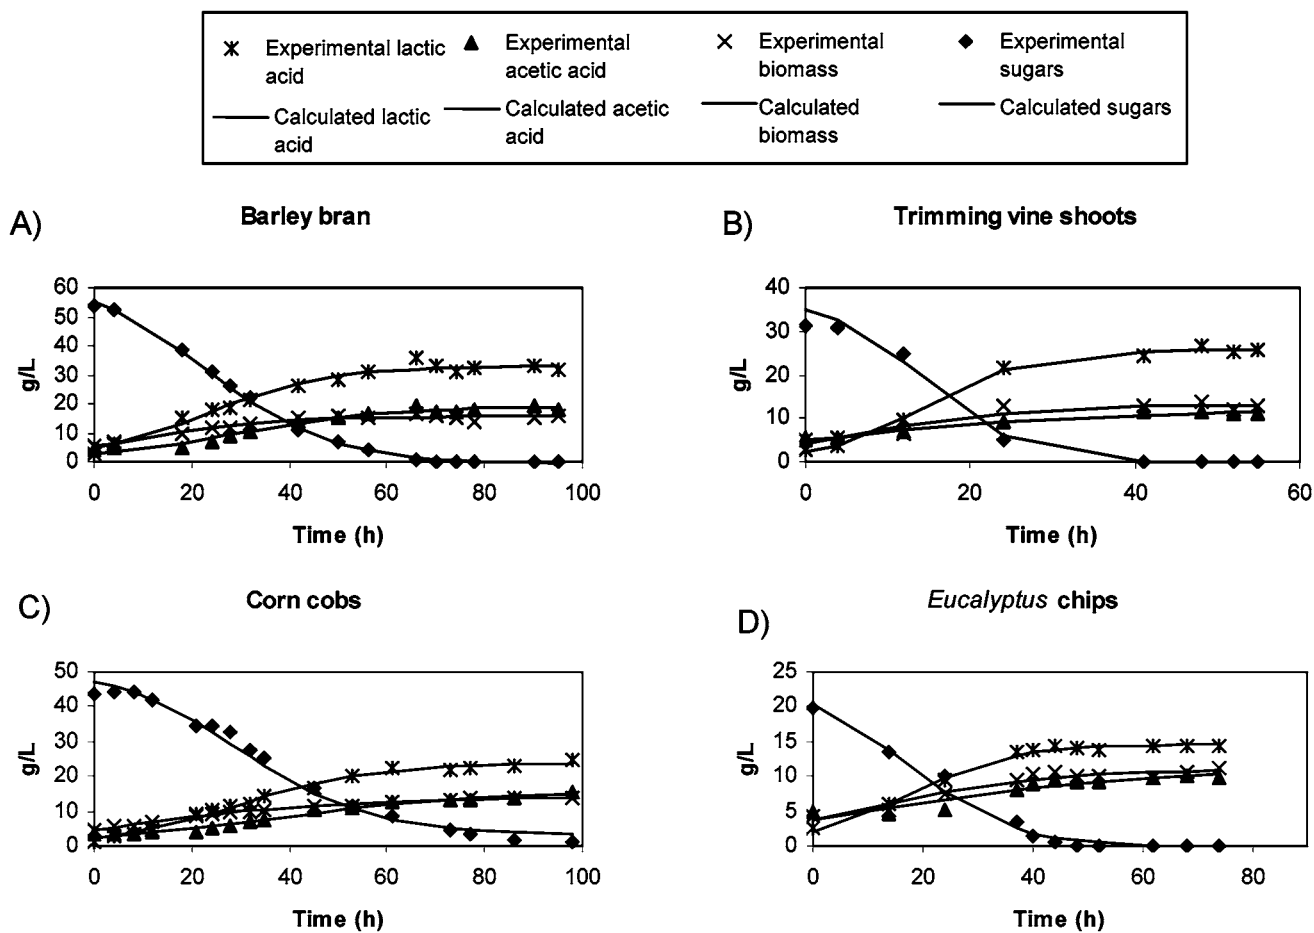 Experimental lactic acid
Experimental acetic acid
Experimental biomass
Experimental sugars
Calculated lactic acid
Calculated acetic acid
Calculated biomass
Calculated sugars
A)
Barley bran
60
50
40
30
20
10
0
g/L
0 20 40 60 80 100
Time (h)
B)
Trimming vine shoots
40
30
20
10
0
g/L
0 20 40 60
Time (h)
C)
Corn cobs
50
40
30
20
10
0
g/L
0 20 40 60 80 100
Time (h)
D)
Eucalyptus chips
25
20
15
10
5
0
g/L
0 20 40 60 80
Time (h)